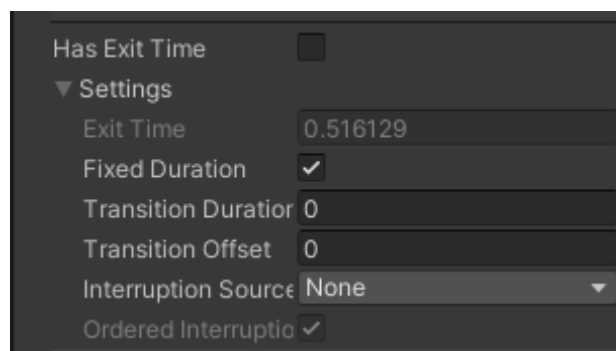 Has Exit Time
Settings
Exit Time 0.516129
Fixed Duration
Transition Duration 0
Transition Offset 0
Interruption Source None
Ordered Interruptio